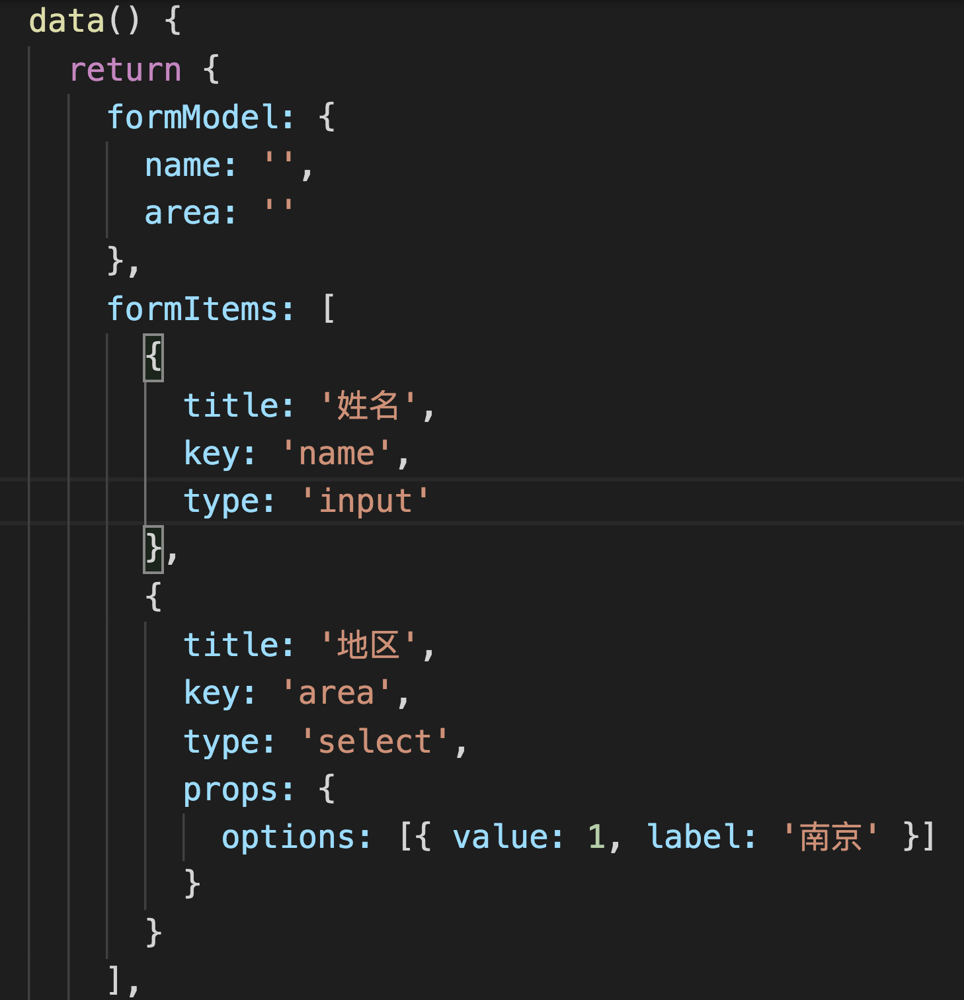 data() {
  return {
    formModel: {
      name: '',
      area: ''
    },
    formItems: [
      {
        title: '姓名',
        key: 'name',
        type: 'input'
      },
      {
        title: '地区',
        key: 'area',
        type: 'select',
        props: {
          options: [{ value: 1, label: '南京' }]
        }
      }
    ],